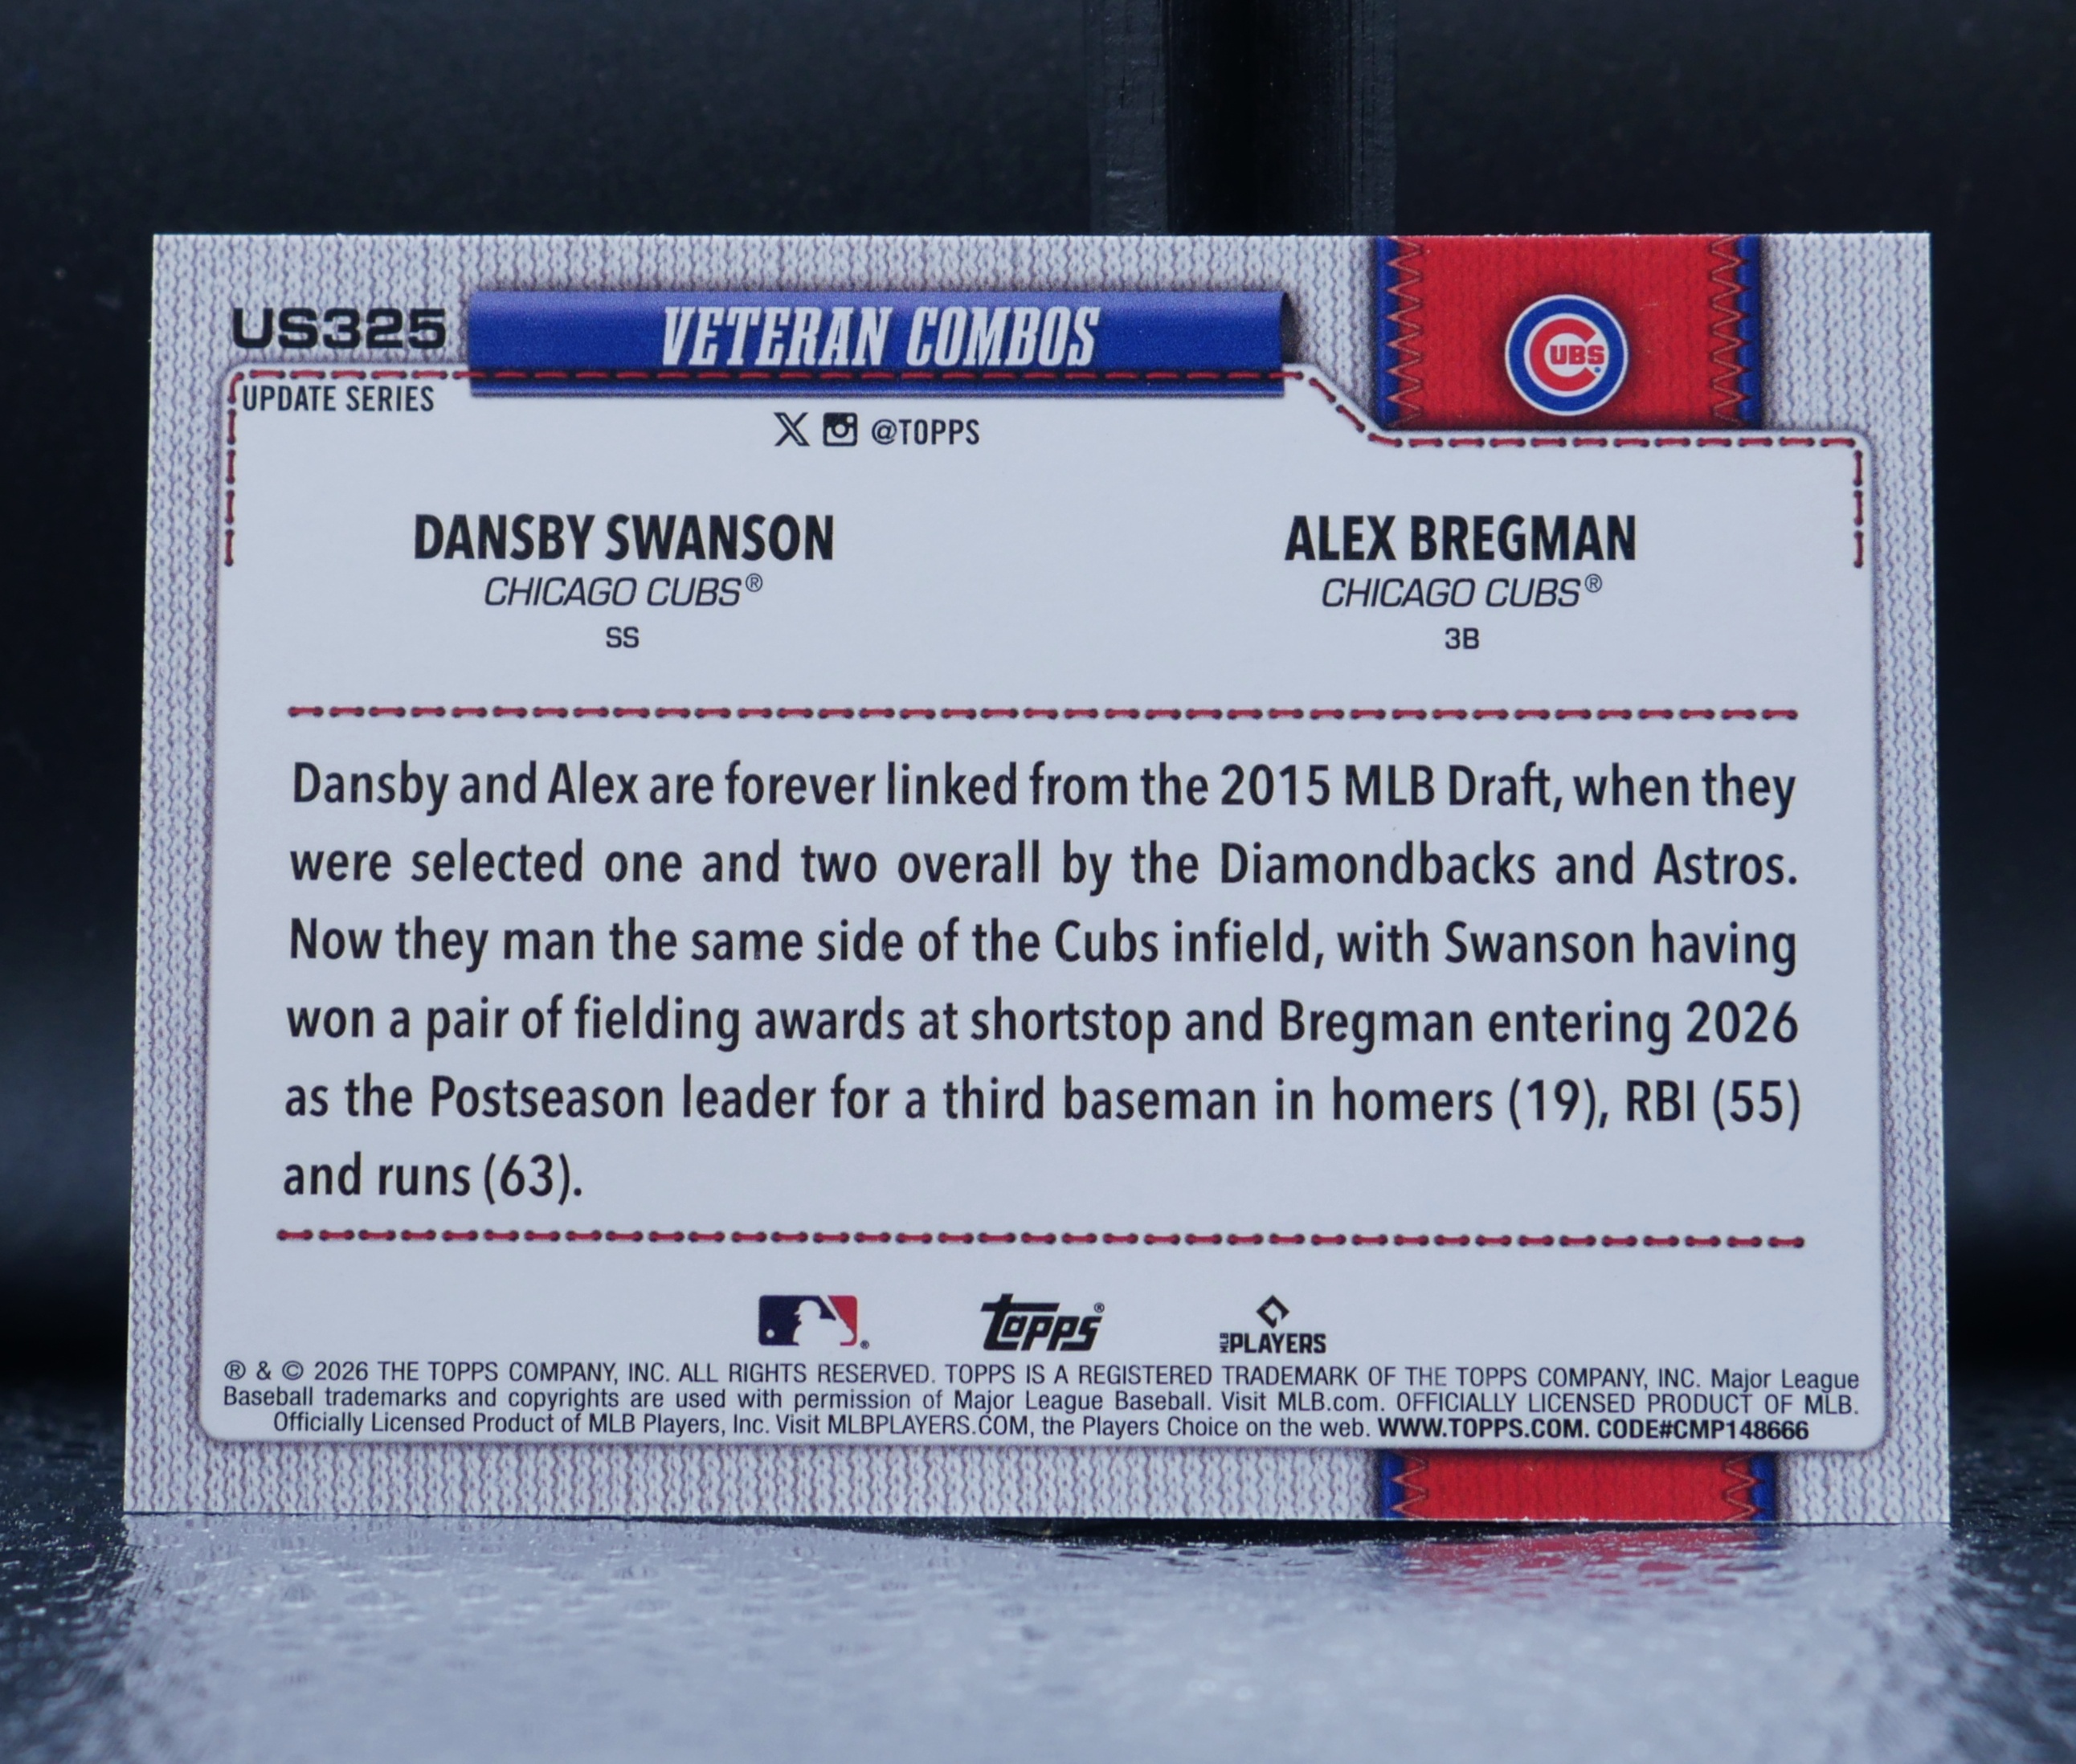 US325
VETERAN COMBOS
CUBS
UPDATE SERIES
@TOPPS
DANSBY SWANSON
CHICAGO CUBS®
SS
ALEX BREGMAN
CHICAGO CUBS®
3B
Dansby and Alex are forever linked from the 2015 MLB Draft, when they
were selected one and two overall by the Diamondbacks and Astros.
Now they man the same side of the Cubs infield, with Swanson having
won a pair of fielding awards at shortstop and Bregman entering 2026
as the Postseason leader for a third baseman in homers (19), RBI (55)
and runs (63).
Topps®
MLB PLAYERS
® & © 2026 THE TOPPS COMPANY, INC. ALL RIGHTS RESERVED. TOPPS IS A REGISTERED TRADEMARK OF THE TOPPS COMPANY, INC. Major League
Baseball trademarks and copyrights are used with permission of Major League Baseball. Visit MLB.com. OFFICIALLY LICENSED PRODUCT OF MLB.
Officially Licensed Product of MLB Players, Inc. Visit MLBPLAYERS.COM, the Players Choice on the web. WWW.TOPPS.COM. CODE#CMP148666